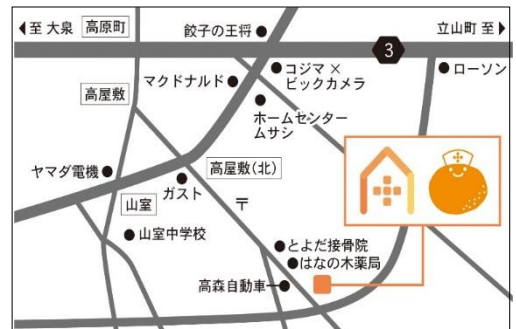 至 大泉
高原町
餃子の王将
立山町 至
3
マクドナルド
コジマ×
ビックカメラ
ローソン
高屋敷
ホームセンター
ムサシ
ヤマダ電機
ガスト
高屋敷(北)
山室
〒
山室中学校
とよだ接骨院
はなの木薬局
高森自動車